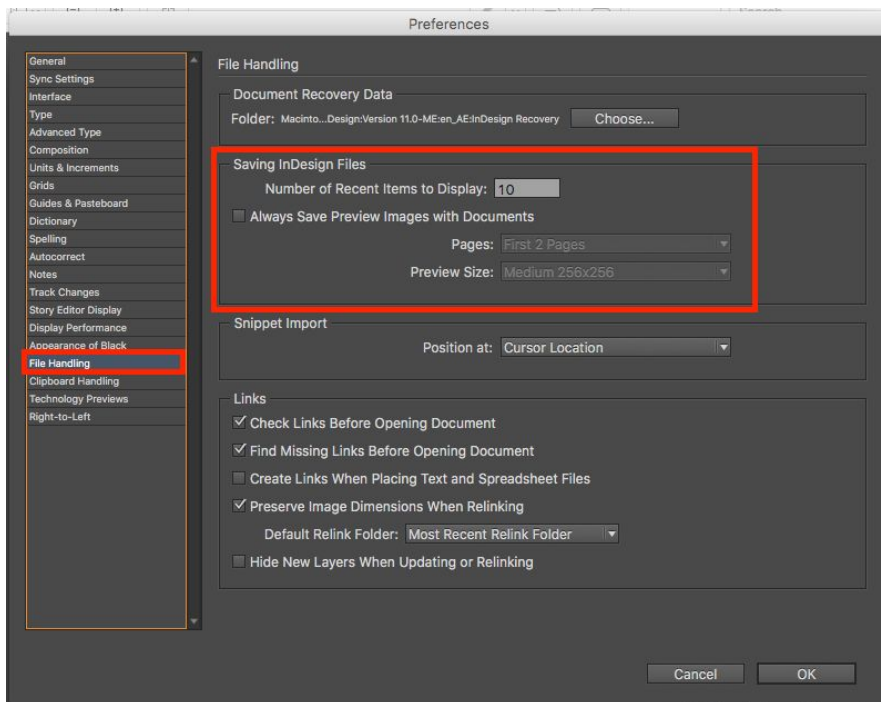 Preferences
General
Sync Settings
Interface
Type
Advanced Type
Composition
Units & Increments
Grids
Guides & Pasteboard
Dictionary
Spelling
Autocorrect
Notes
Track Changes
Story Editor Display
Display Performance
Appearance of Black
File Handling
Clipboard Handling
Technology Previews
Right-to-Left
File Handling
Document Recovery Data
Folder: Macinto...Design:Version 11.0-ME:en_AE:InDesign Recovery Choose...
Saving InDesign Files
Number of Recent Items to Display: 10
Always Save Preview Images with Documents
Pages: First 2 Pages
Preview Size: Medium 256x256
Snippet Import
Position at: Cursor Location
Links
Check Links Before Opening Document
Find Missing Links Before Opening Document
Create Links When Placing Text and Spreadsheet Files
Preserve Image Dimensions When Relinking
Default Relink Folder: Most Recent Relink Folder
Hide New Layers When Updating or Relinking
Cancel OK